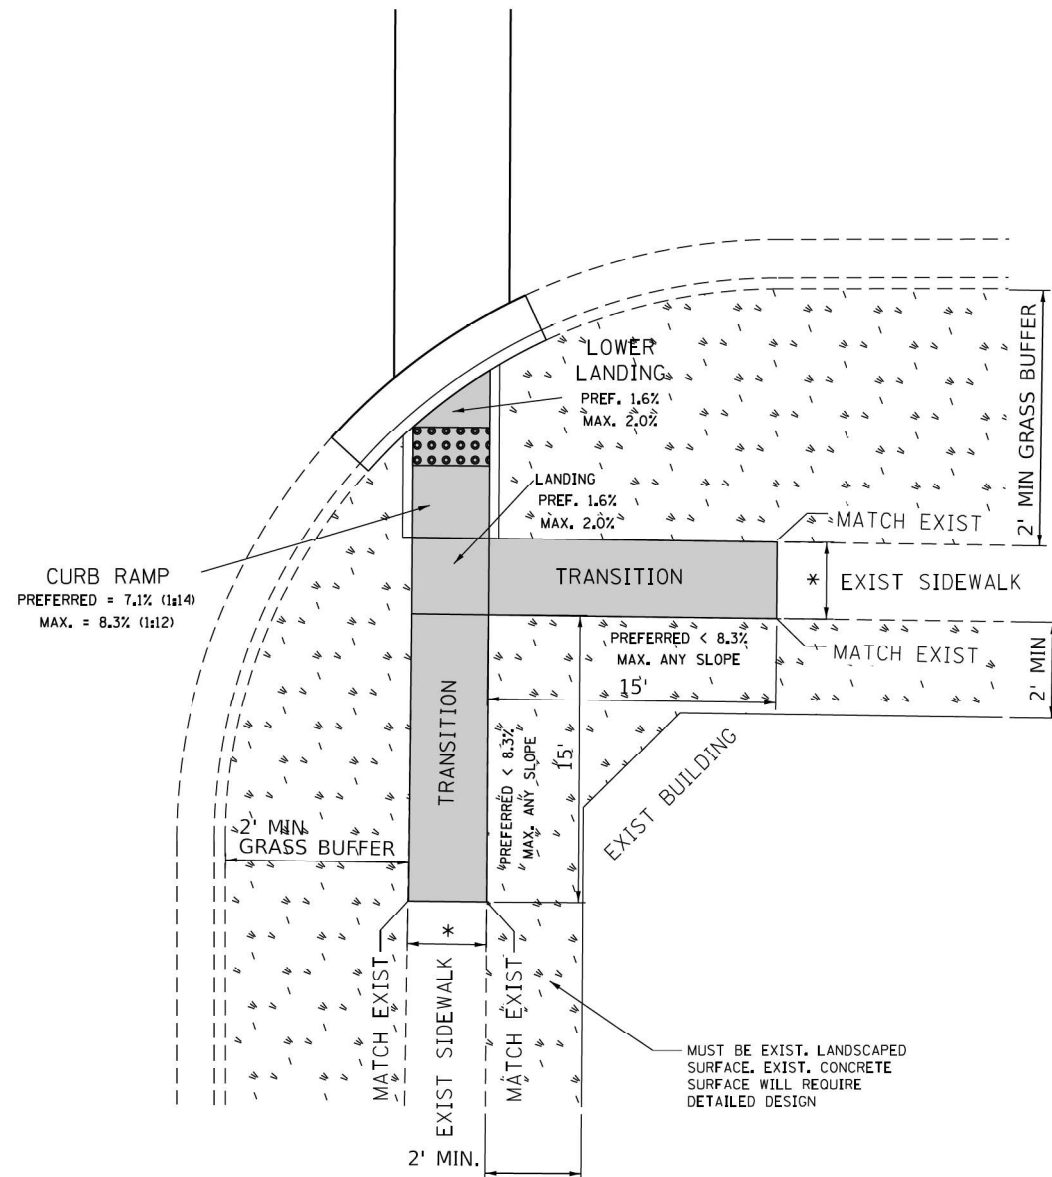 LOWER
LANDING
PREF. 1.6%
MAX. 2.0%
2' MIN GRASS BUFFER
LANDING
PREF. 1.6%
MAX. 2.0%
MATCH EXIST
CURB RAMP
PREFERRED = 7.1% (1:14)
MAX. = 8.3% (1:12)
TRANSITION
* EXIST SIDEWALK
PREFERRED < 8.3%
MAX. ANY SLOPE
MATCH EXIST
15'
2' MIN
TRANSITION
PREFERRED < 8.3%
MAX. ANY SLOPE
15'
EXIST BUILDING
2' MIN
GRASS BUFFER
*
MATCH EXIST
EXIST SIDEWALK
MATCH EXIST
MUST BE EXIST. LANDSCAPED
SURFACE. EXIST. CONCRETE
SURFACE WILL REQUIRE
DETAILED DESIGN
2' MIN.